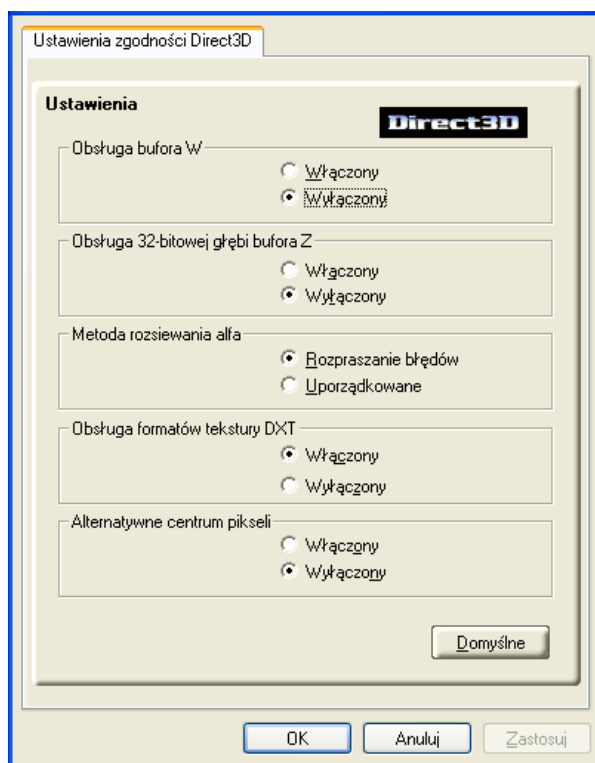 Ustawienia zgodności Direct3D
Ustawienia
Direct3D
Obsługa bufora W
Włączony
Wyłączony
Obsługa 32-bitowej głębi bufora Z
Włączony
Wyłączony
Metoda rozsiewania alfa
Rozpraszanie błędów
Uporządkowane
Obsługa formatów tekstury DXT
Włączony
Wyłączony
Alternatywne centrum pikseli
Włączony
Wyłączony
Domyślne
OK
Anuluj
Zastosuj